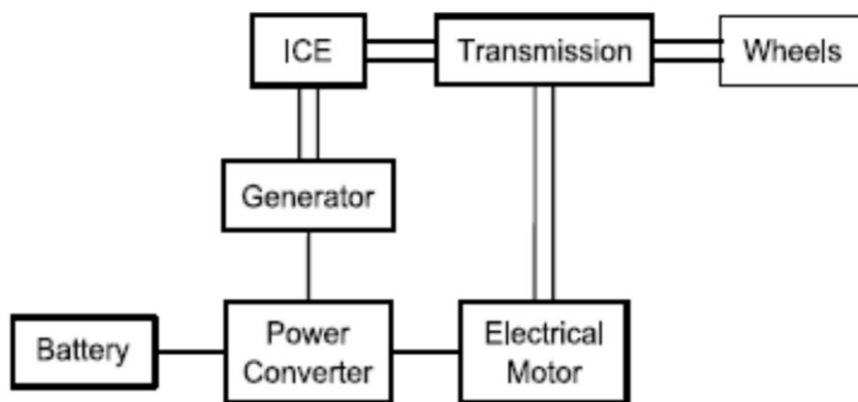 ICE
Transmission
Wheels
Generator
Battery
Power
Converter
Electrical
Motor